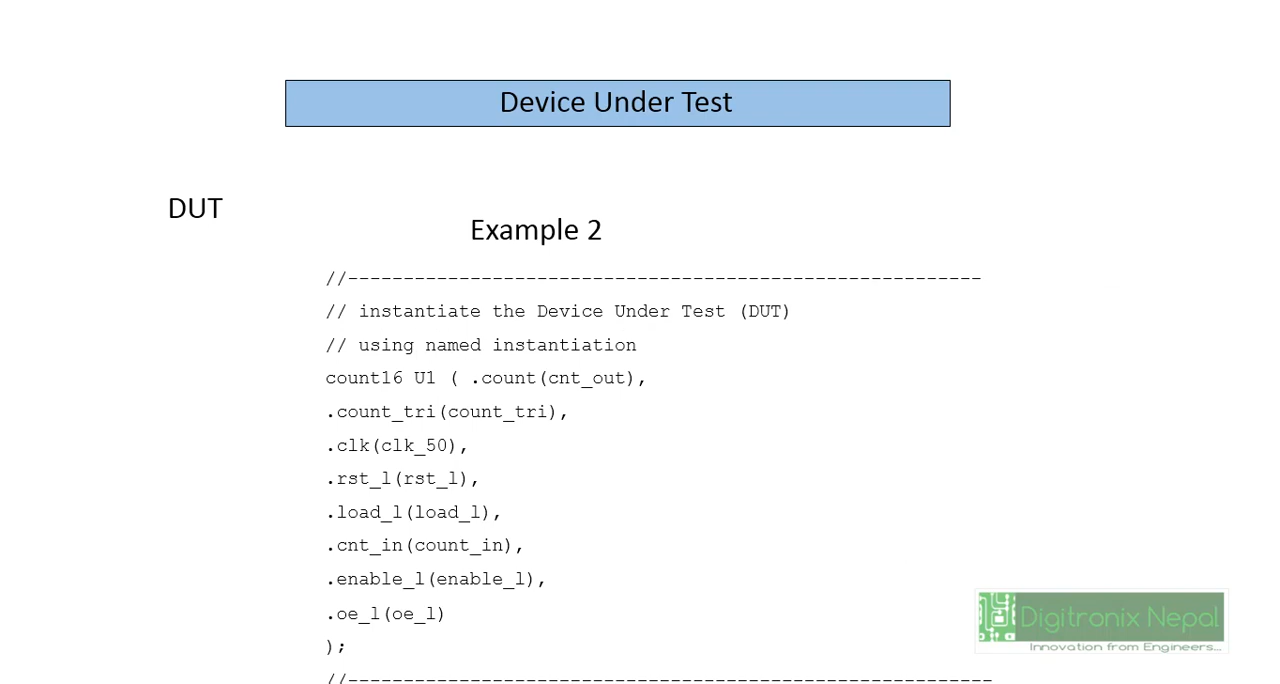 Device Under Test
DUT
Example 2
//---------------------------------------------------------
// instantiate the Device Under Test (DUT)
// using named instantiation
count16 U1 ( .count(cnt_out),
.count_tri(count_tri),
.clk(clk_50),
.rst_l(rst_l),
.load_l(load_l),
.cnt_in(count_in),
.enable_l(enable_l),
.oe_l(oe_l)
);
//----------------------------------------------------------
Digitronix Nepal
Innovation from Engineers...